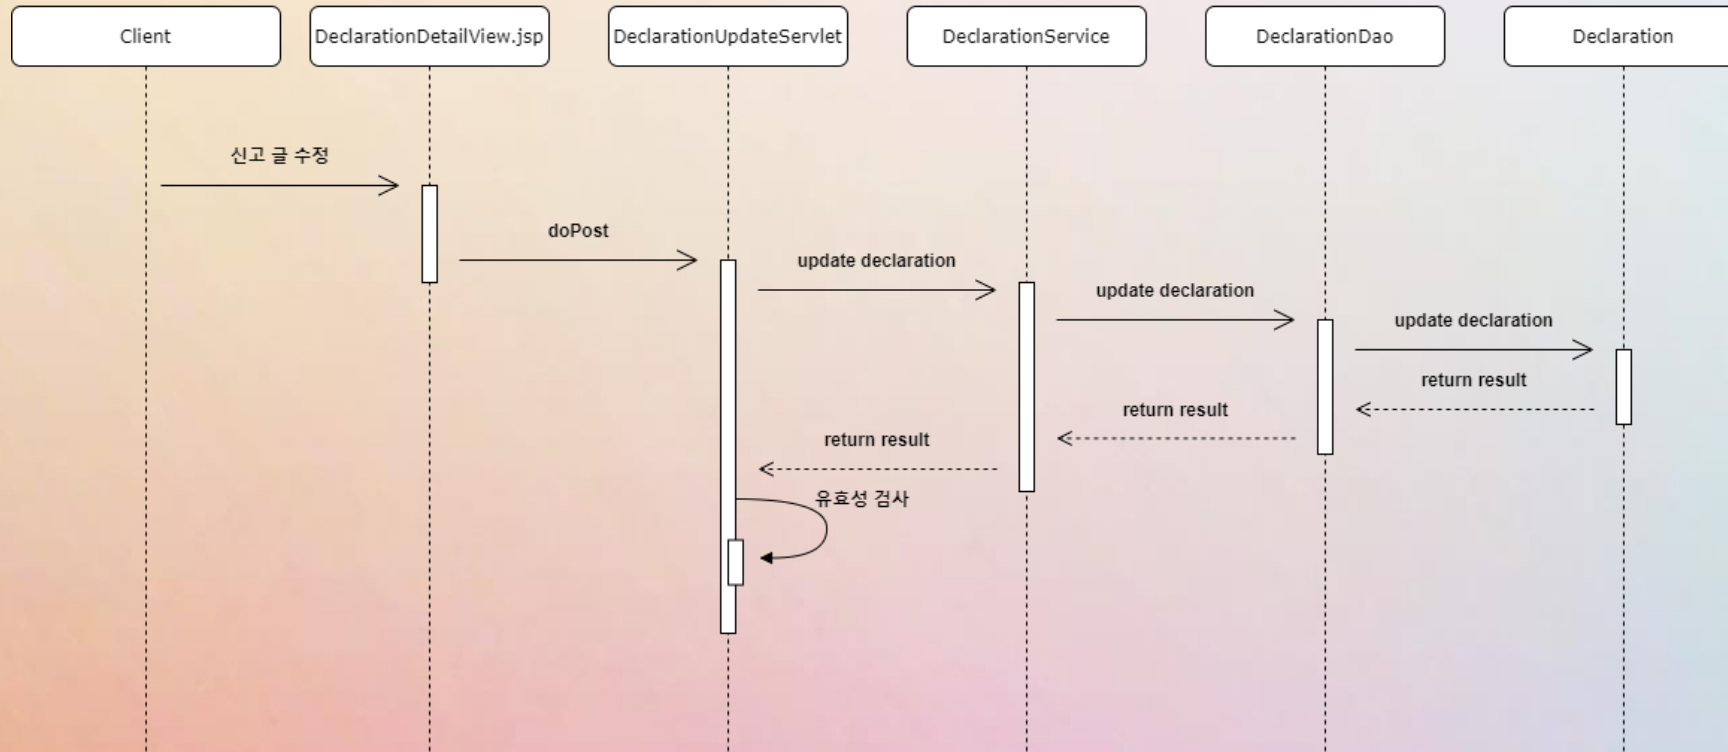 Client
DeclarationDetailView.jsp
DeclarationUpdateServlet
DeclarationService
DeclarationDao
Declaration
신고 글 수정
doPost
update declaration
update declaration
update declaration
return result
return result
return result
유효성 검사